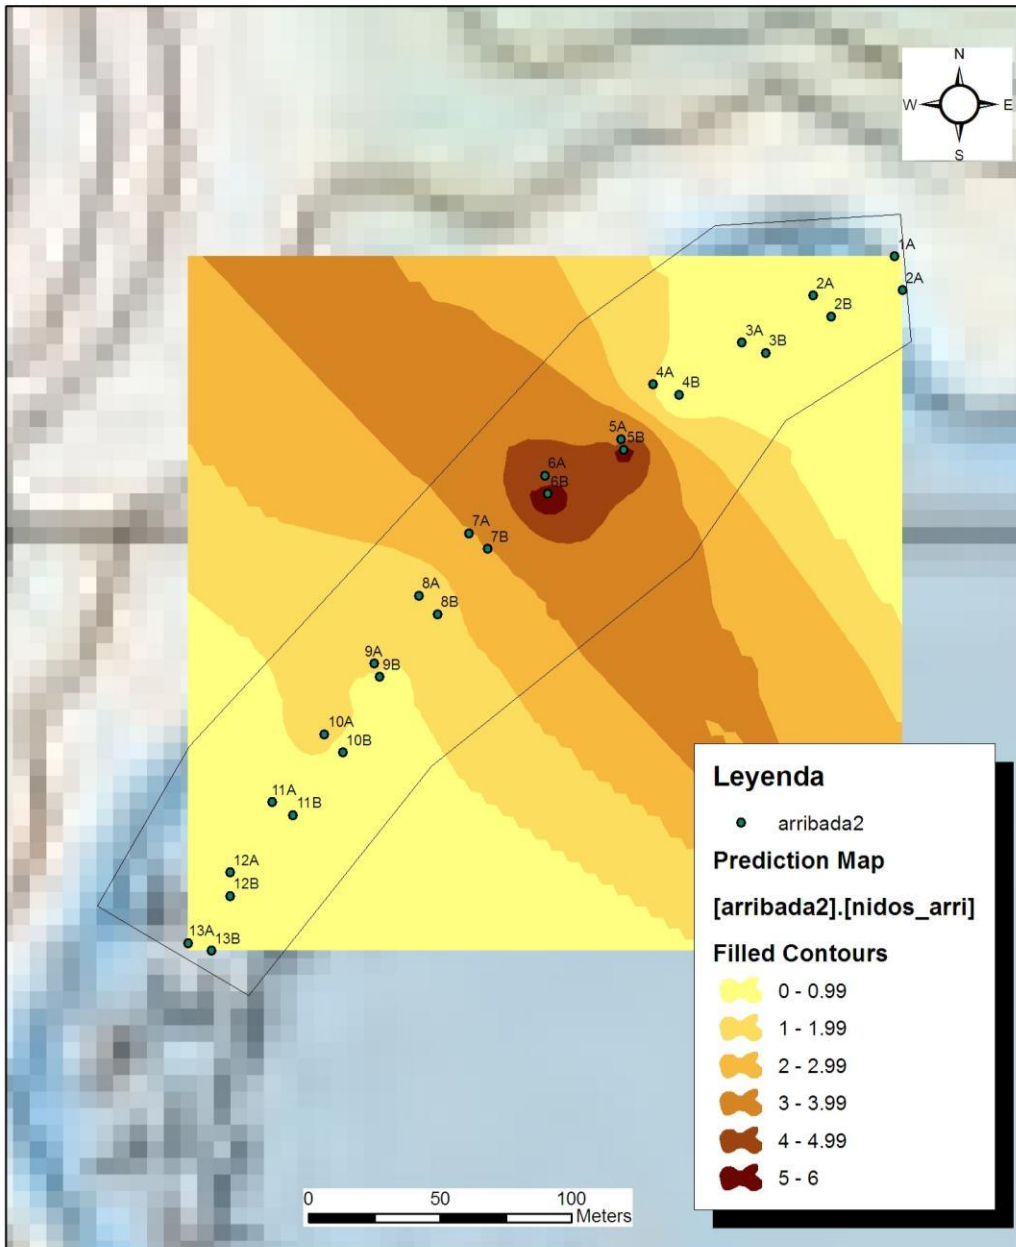 N
W E
S
1A
2A
2A
2B
3A
3B
4A
4B
5A
5B
6A
6B
7A
7B
8A
8B
9A
9B
10A
10B
11A
11B
12A
12B
13A
13B
Leyenda
arribada2
Prediction Map
[arribada2].[nidos_arri]
Filled Contours
0 - 0.99
1 - 1.99
2 - 2.99
3 - 3.99
4 - 4.99
5 - 6
0 50 100
Meters